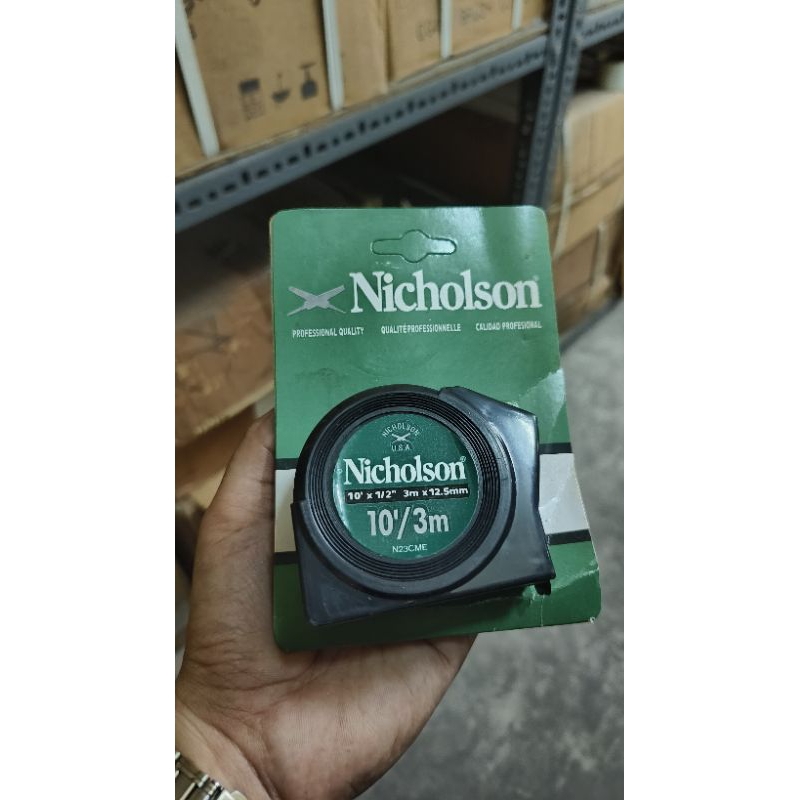 Nicholson®
PROFESSIONAL QUALITY QUALITÉ PROFESSIONNELLE CALIDAD PROFESIONAL
NICHOLSON
U.S.A.
Nicholson®
10' x 1/2" 3m x 12.5mm
10'/3m
N23CME